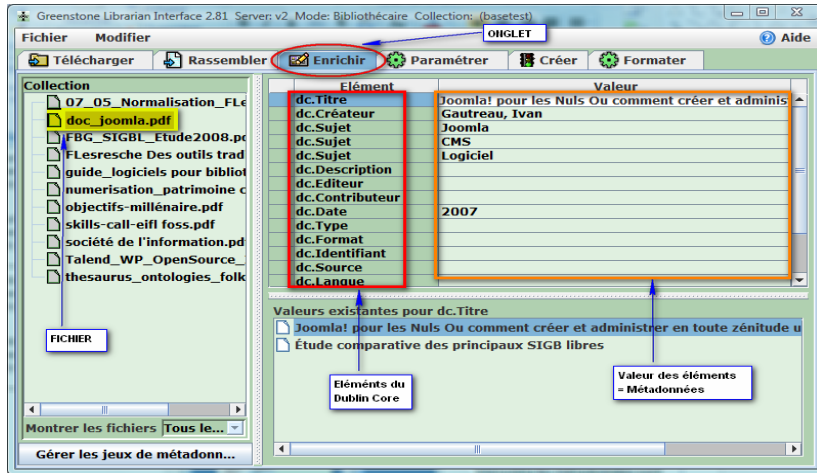 Greenstone Librarian Interface 2.81 Server: v2 Mode: Bibliothécaire Collection: (basetest)
Fichier Modifier
ONGLET
Aide
Télécharger Rassembler Enrichir Paramétrer Créer Formater
Collection
07_05_Normalisation_FLe
doc_joomla.pdf
FBG_SIGBL_Etude2008.pd
FLesresche Des outils trad
guide_logiciels pour bibliot
numerisation_patrimoine c
objectifs-millénaire.pdf
skills-call-eifl foss.pdf
société de l'information.pd
Talend_WP_OpenSource_
thesaurus_ontologies_folk
FICHIER
Montrer les fichiers Tous le...
Gérer les jeux de métadonn...
Elément Valeur
dc.Titre Joomla! pour les Nuls Ou comment créer et adminis
dc.Créateur Gautreau, Ivan
dc.Sujet Joomla
dc.Sujet CMS
dc.Sujet Logiciel
dc.Description
dc.Editeur
dc.Contributeur
dc.Date 2007
dc.Type
dc.Format
dc.Identifiant
dc.Source
dc.Langue
Valeurs existantes pour dc.Titre
Joomla! pour les Nuls Ou comment créer et administrer en toute zénitude u
Étude comparative des principaux SIGB libres
Eléménts du
Dublin Core
Valeur des éléments
= Métadonnées